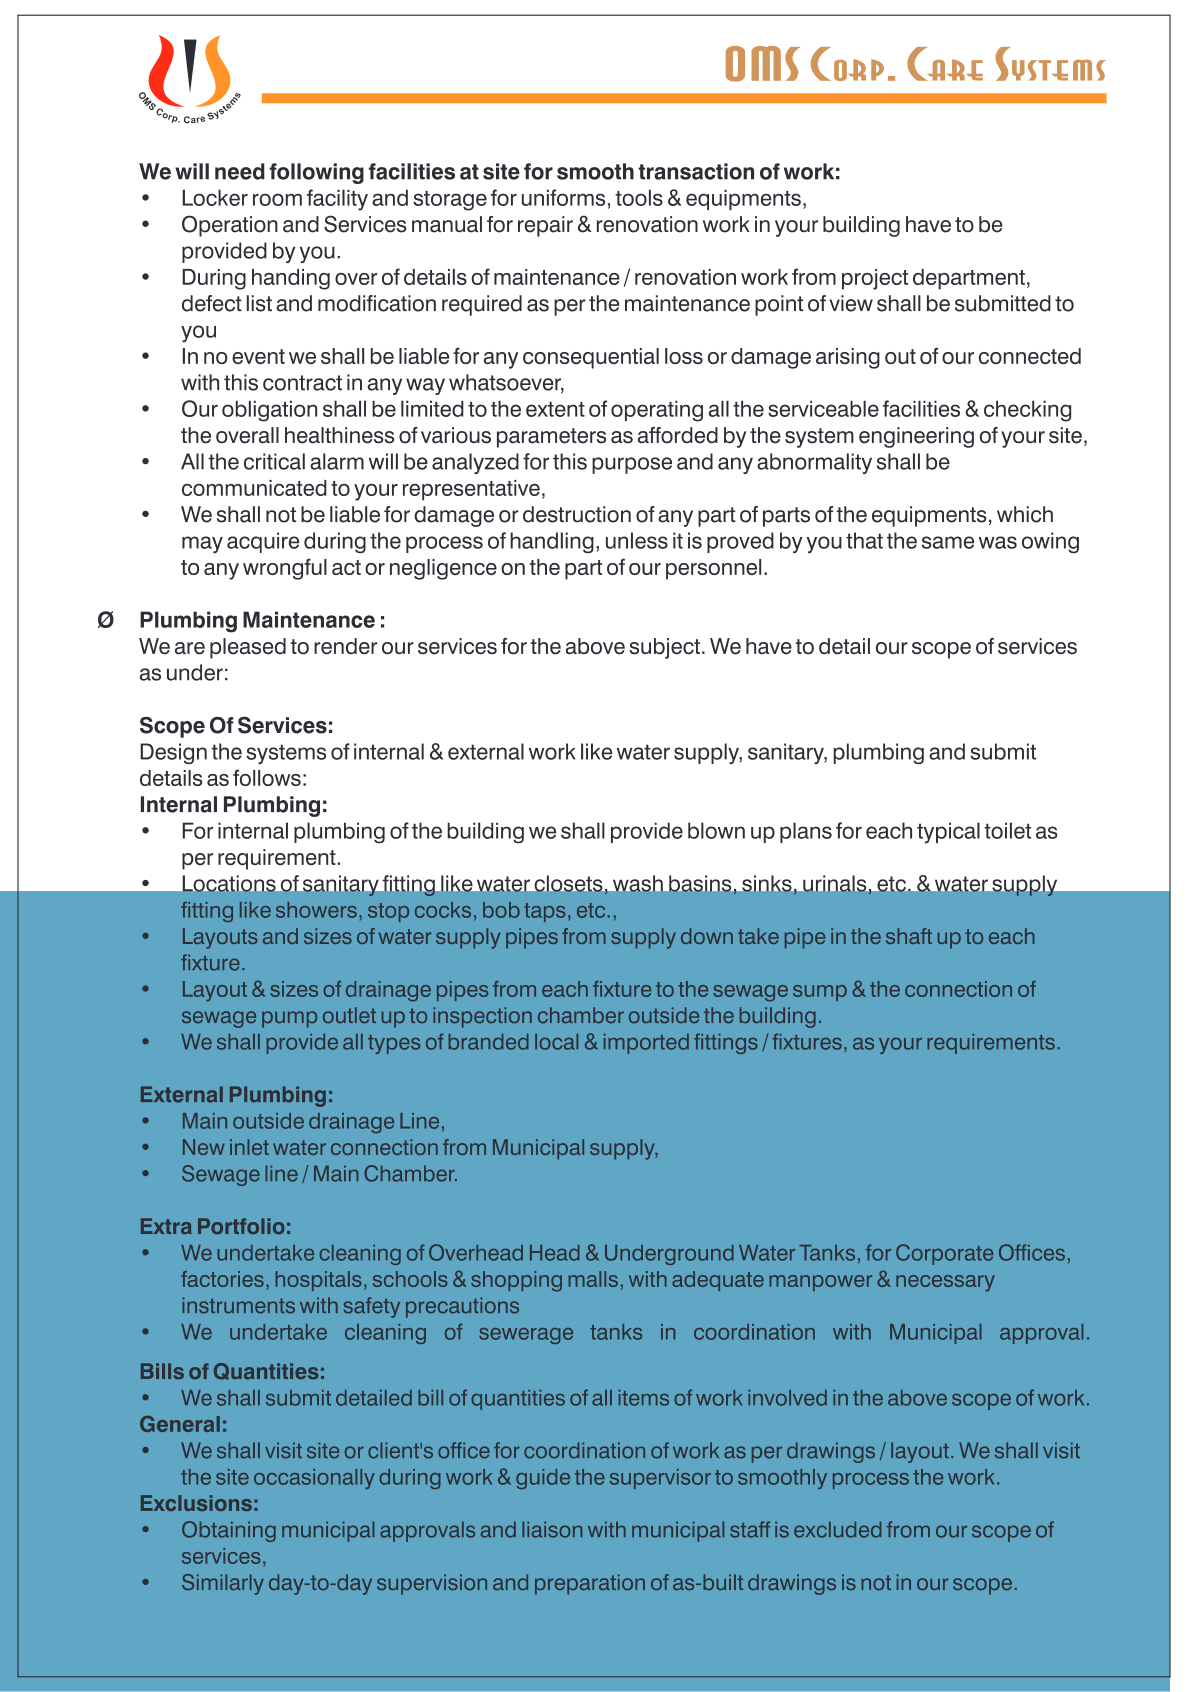 OMS Corp. Care Systems
OMS Corp. Care Systems
We will need following facilities at site for smooth transaction of work:
• Locker room facility and storage for uniforms, tools & equipments,
• Operation and Services manual for repair & renovation work in your building have to be
provided by you.
• During handing over of details of maintenance / renovation work from project department,
defect list and modification required as per the maintenance point of view shall be submitted to
you
• In no event we shall be liable for any consequential loss or damage arising out of our connected
with this contract in any way whatsoever,
• Our obligation shall be limited to the extent of operating all the serviceable facilities & checking
the overall healthiness of various parameters as afforded by the system engineering of your site,
• All the critical alarm will be analyzed for this purpose and any abnormality shall be
communicated to your representative,
• We shall not be liable for damage or destruction of any part of parts of the equipments, which
may acquire during the process of handling, unless it is proved by you that the same was owing
to any wrongful act or negligence on the part of our personnel.
Ø Plumbing Maintenance :
We are pleased to render our services for the above subject. We have to detail our scope of services
as under:
Scope Of Services:
Design the systems of internal & external work like water supply, sanitary, plumbing and submit
details as follows:
Internal Plumbing:
• For internal plumbing of the building we shall provide blown up plans for each typical toilet as
per requirement.
• Locations of sanitary fitting like water closets, wash basins, sinks, urinals, etc. & water supply
fitting like showers, stop cocks, bob taps, etc.,
• Layouts and sizes of water supply pipes from supply down take pipe in the shaft up to each
fixture.
• Layout & sizes of drainage pipes from each fixture to the sewage sump & the connection of
sewage pump outlet up to inspection chamber outside the building.
• We shall provide all types of branded local & imported fittings / fixtures, as your requirements.
External Plumbing:
• Main outside drainage Line,
• New inlet water connection from Municipal supply,
• Sewage line / Main Chamber.
Extra Portfolio:
• We undertake cleaning of Overhead Head & Underground Water Tanks, for Corporate Offices,
factories, hospitals, schools & shopping malls, with adequate manpower & necessary
instruments with safety precautions
• We undertake cleaning of sewerage tanks in coordination with Municipal approval.
Bills of Quantities:
• We shall submit detailed bill of quantities of all items of work involved in the above scope of work.
General:
• We shall visit site or client's office for coordination of work as per drawings / layout. We shall visit
the site occasionally during work & guide the supervisor to smoothly process the work.
Exclusions:
• Obtaining municipal approvals and liaison with municipal staff is excluded from our scope of
services,
• Similarly day-to-day supervision and preparation of as-built drawings is not in our scope.